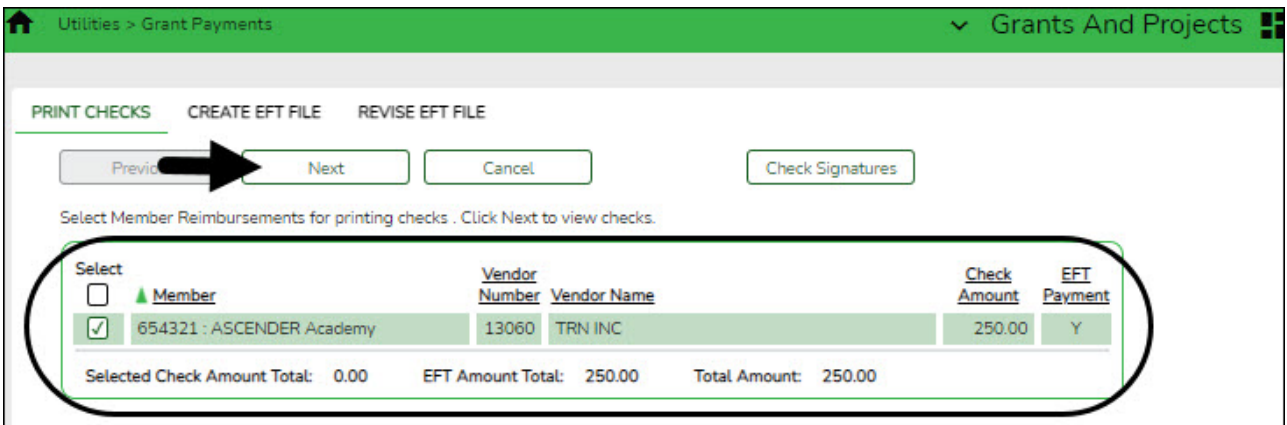 Utilities > Grant Payments
Grants And Projects
PRINT CHECKS CREATE EFT FILE REVISE EFT FILE
Next Cancel Check Signatures
Select Member Reimbursements for printing checks . Click Next to view checks.
Select Vendor Check EFT
Member Number Vendor Name Amount Payment
654321 : ASCENDER Academy 13060 TRN INC 250.00 Y
Selected Check Amount Total: 0.00 EFT Amount Total: 250.00 Total Amount: 250.00